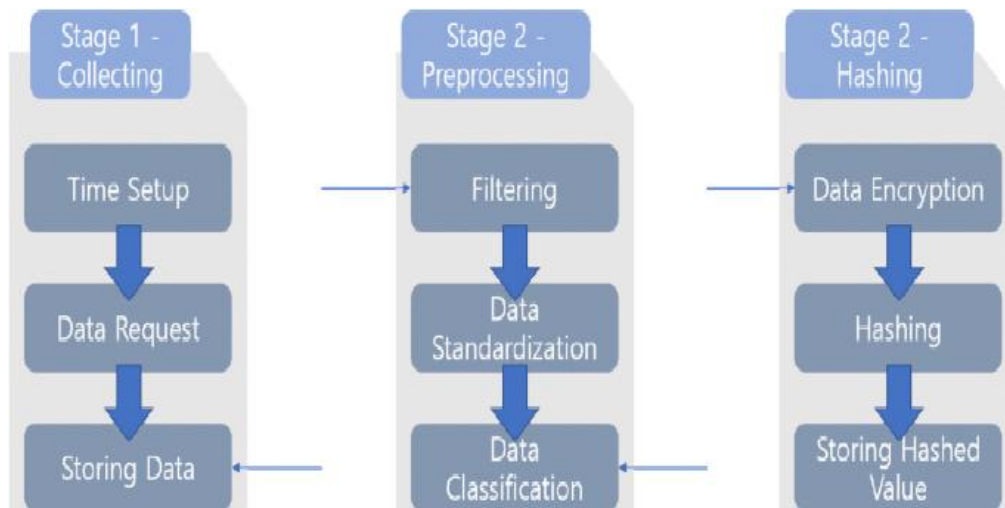 Stage 1 -
Collecting
Time Setup
Data Request
Storing Data
Stage 2 -
Preprocessing
Filtering
Data
Standardization
Data
Classification
Stage 2 -
Hashing
Data Encryption
Hashing
Storing Hashed
Value